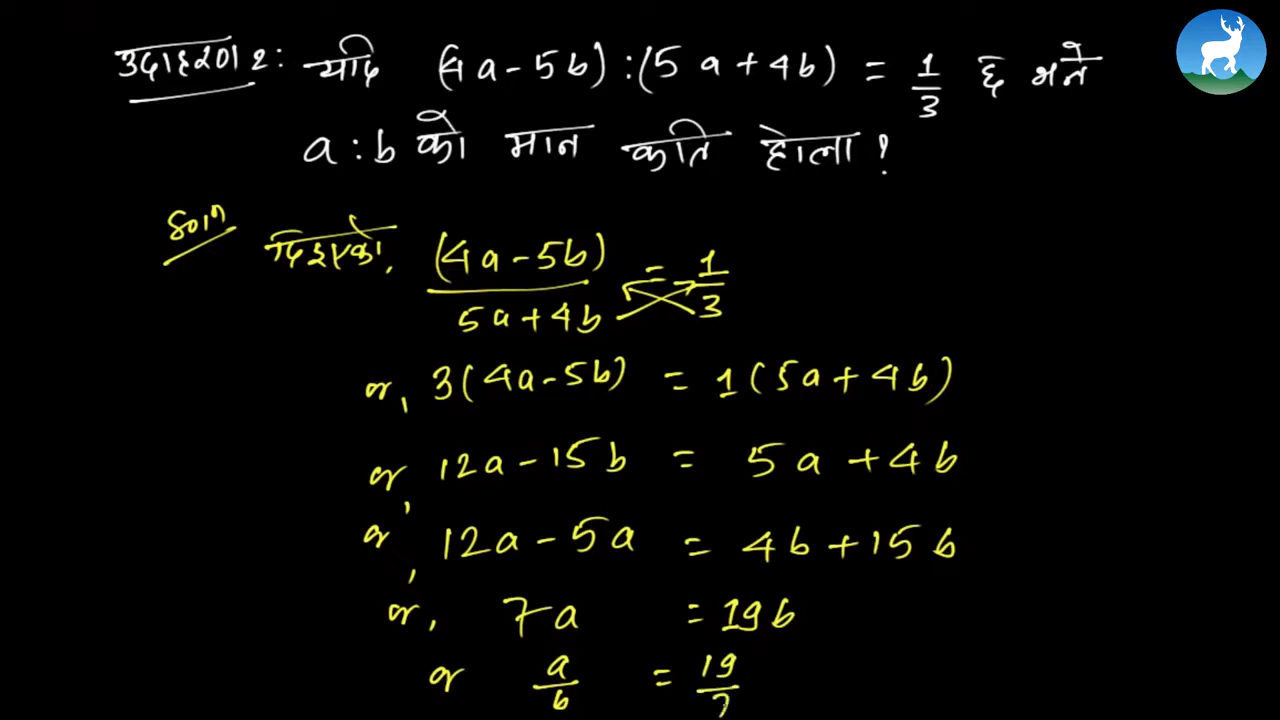 उदाहरण २: यदि (4a-5b):(5a+4b) = 1/3 छ भने
a:b को मान कति होला?
Soln
दिइएको, (4a-5b)/5a+4b = 1/3
or, 3(4a-5b) = 1(5a+4b)
or, 12a-15b = 5a+4b
or, 12a-5a = 4b+15b
or, 7a = 19b
or a/b = 19/7